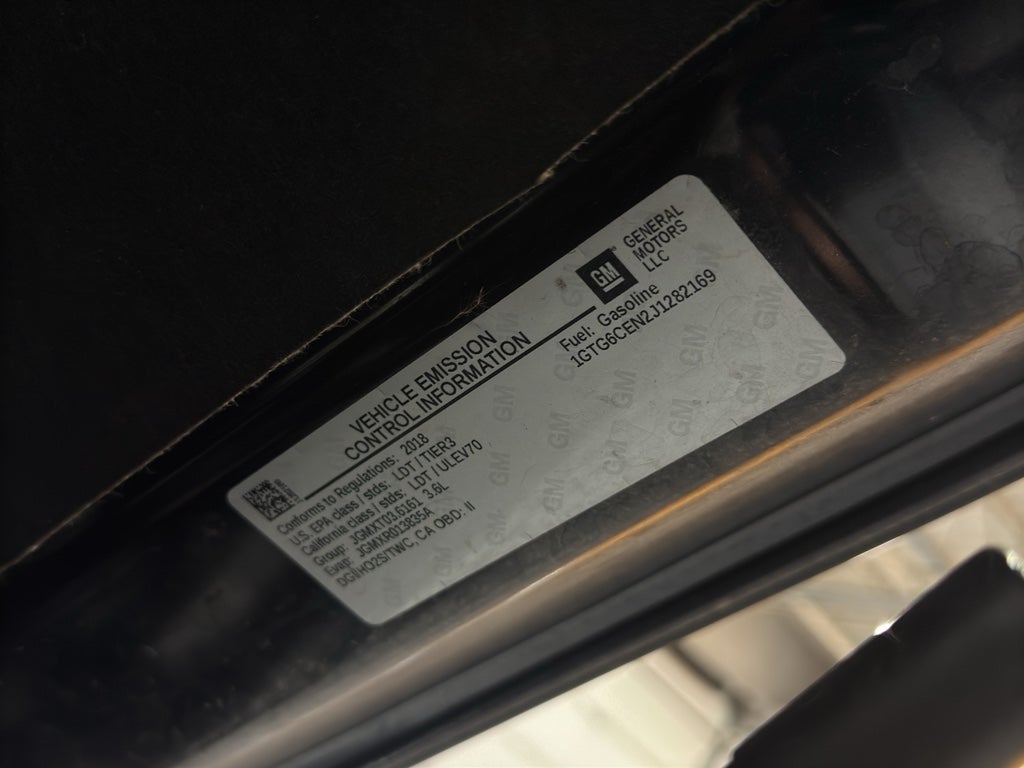 VEHICLE EMISSION
CONTROL INFORMATION
GM
GENERAL
MOTORS
LLC
Conforms to Regulations: 2018
U.S. EPA class / stds: LDT / TIER3
California class / stds: LDT / ULEV70
Group: JGMXT03.6161 3.6L
Evap: JGMXR013835A
DGI/HO2S/TWC, CA OBD: II
Fuel: Gasoline
1GTG6CEN2J1282169